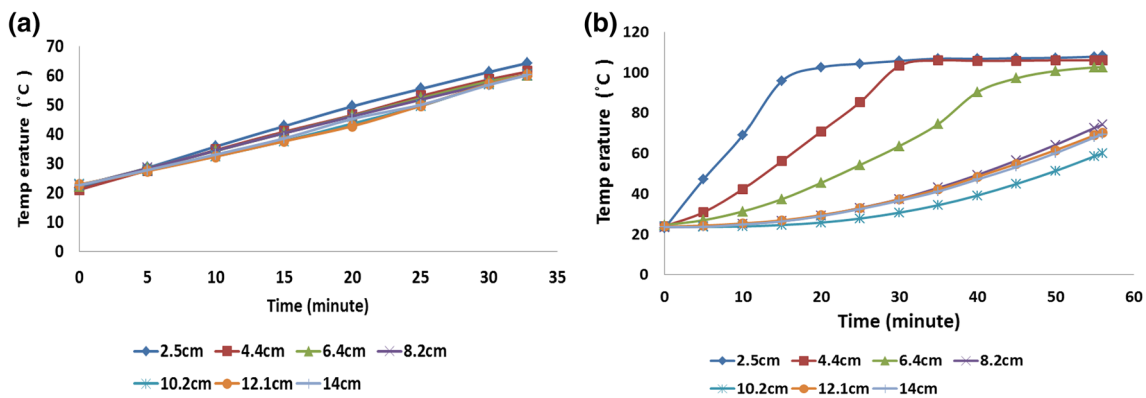 (a)
70
60
50
40
30
20
10
0
Temp erature (˚C)
0 5 10 15 20 25 30 35
Time (minute)
2.5cm 4.4cm 6.4cm 8.2cm
10.2cm 12.1cm 14cm
(b)
120
100
80
60
40
20
0
Temp erature (˚C)
0 10 20 30 40 50 60
Time (minute)
2.5cm 4.4cm 6.4cm 8.2cm
10.2cm 12.1cm 14cm